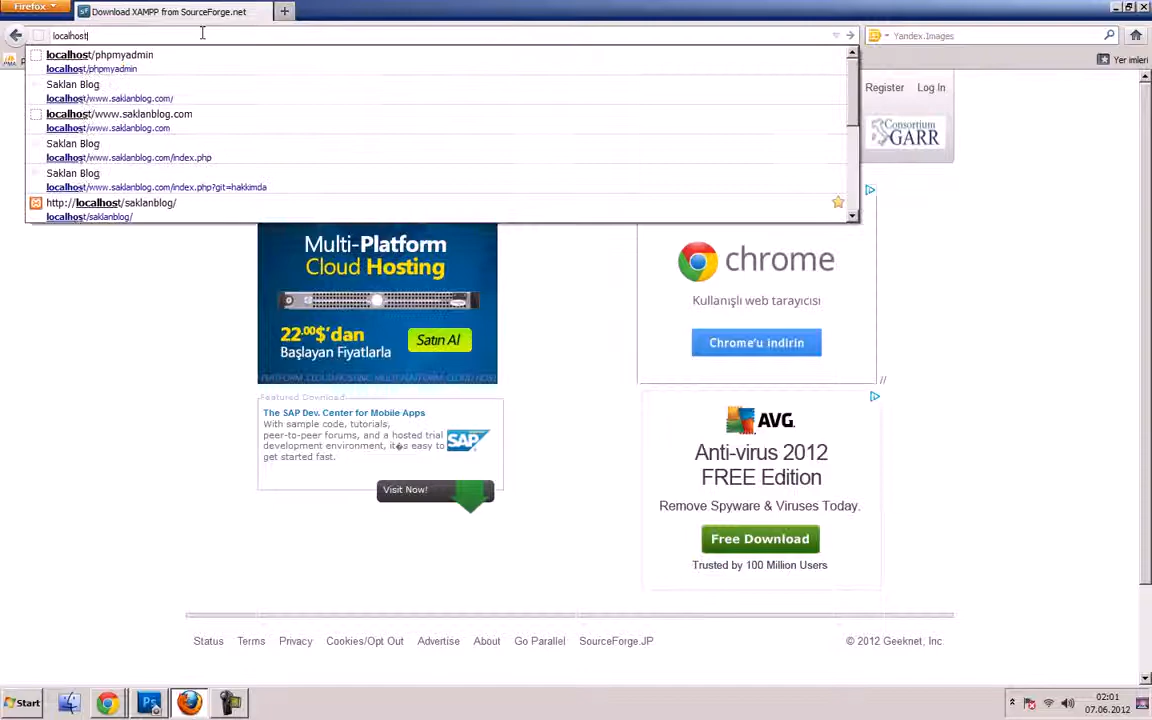 Firefox
Download XAMPP from SourceForge.net
localhost
Yandex.Images
Yer imleri
localhost/phpmyadmin
localhost/phpmyadmin
Saklan Blog
localhost/www.saklanblog.com/
localhost/www.saklanblog.com
localhost/www.saklanblog.com
Saklan Blog
localhost/www.saklanblog.com/index.php
Saklan Blog
localhost/www.saklanblog.com/index.php?git=hakkimda
http://localhost/saklanblog/
localhost/saklanblog/
Register Log In
Consortium
GARR
Multi-Platform
Cloud Hosting
22.00$'dan
Başlayan Fiyatlarla
Satın Al
chrome
Kullanışlı web tarayıcısı
Chrome'u indirin
//
Featured Download
The SAP Dev. Center for Mobile Apps
With sample code, tutorials,
peer-to-peer forums, and a hosted trial
development environment, it�s easy to
get started fast.
SAP
Visit Now!
AVG.
Anti-virus 2012
FREE Edition
Remove Spyware & Viruses Today.
Free Download
Trusted by 100 Million Users
Status Terms Privacy Cookies/Opt Out Advertise About Go Parallel SourceForge.JP
© 2012 Geeknet, Inc
Start
02:01
07.06.2012